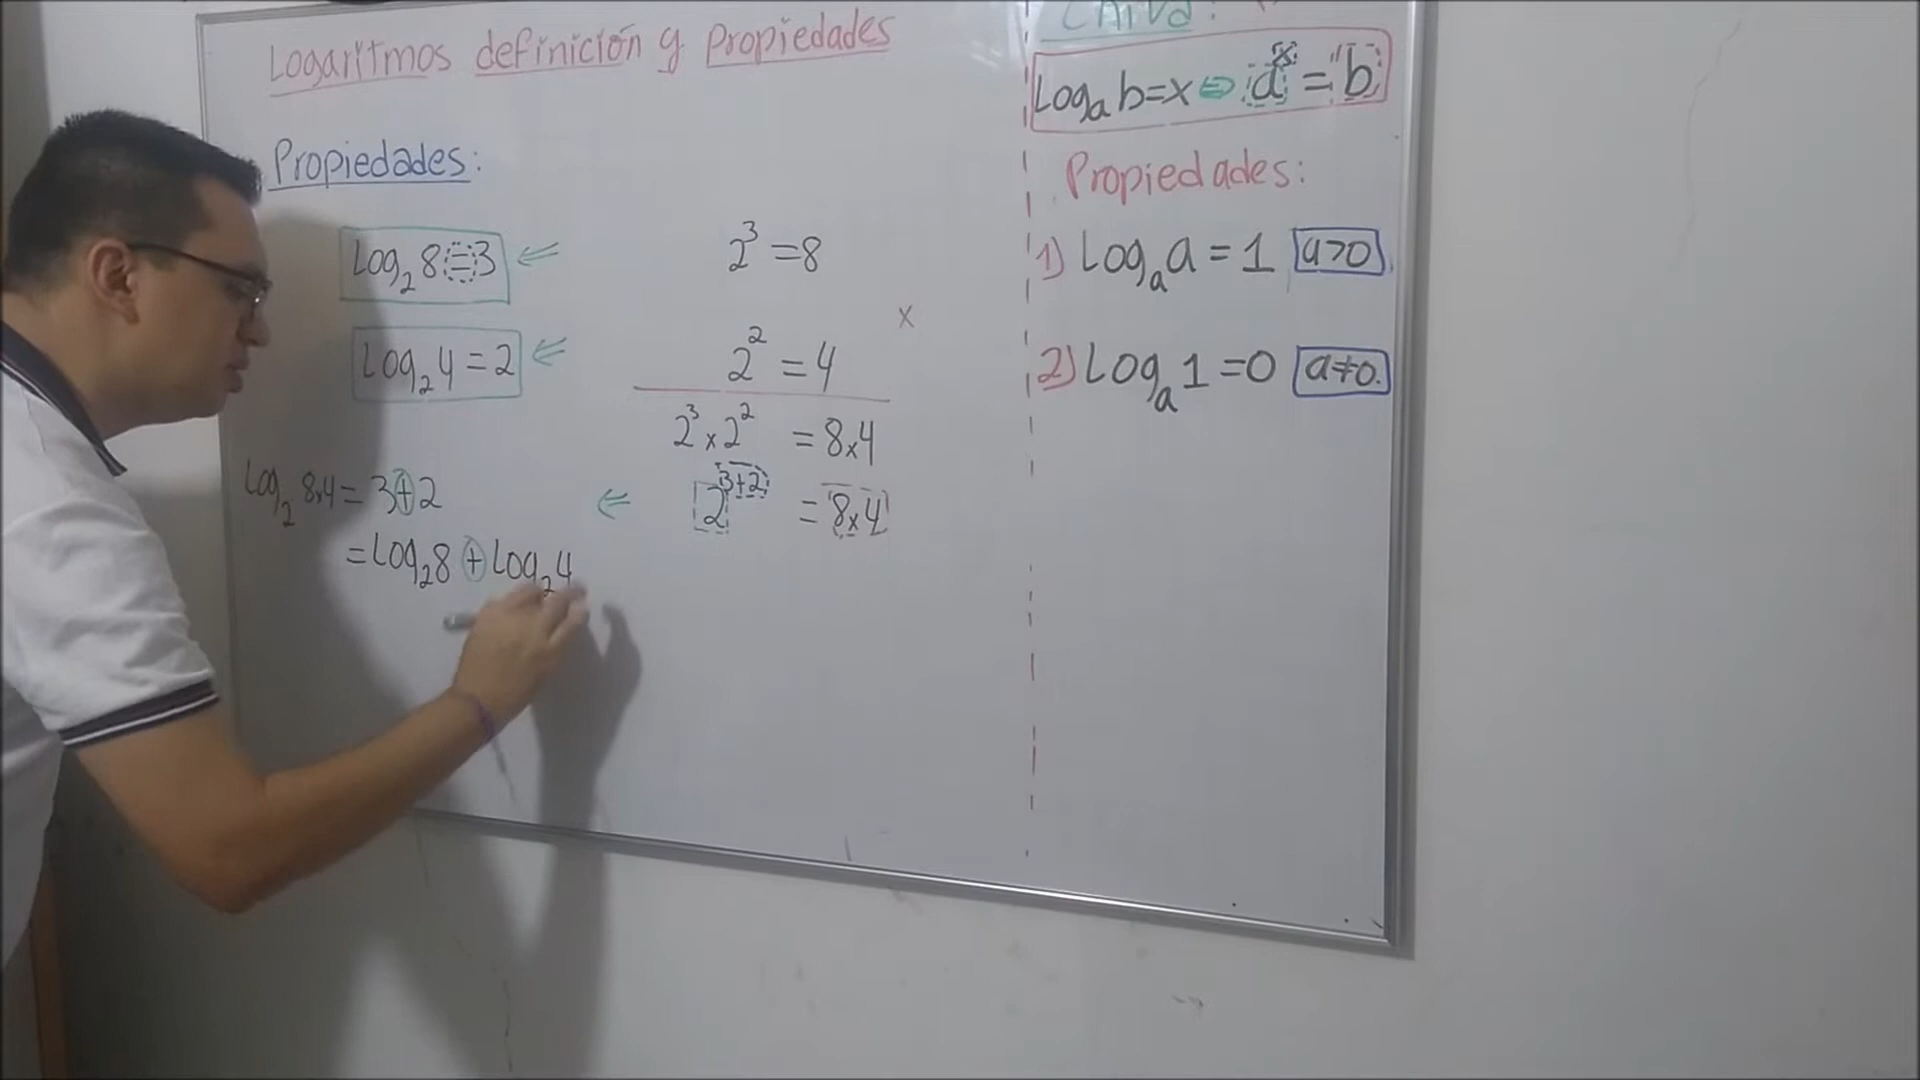 Logaritmos definición y Propiedades
Propiedades:
Log₂ 8 = 3 ⇐
2³ = 8
x
Log₂ 4 = 2 ⇐
2² = 4
2³ x 2² = 8x4
Log₂ 8x4 = 3+2 ⇐ 2³⁺² = 8x4
= Log₂ 8 + Log₂ 4
Logₐ b = x ⇔ aˣ = b
Propiedades:
1) Logₐ a = 1 a>0
2) Logₐ 1 = 0 a≠0.